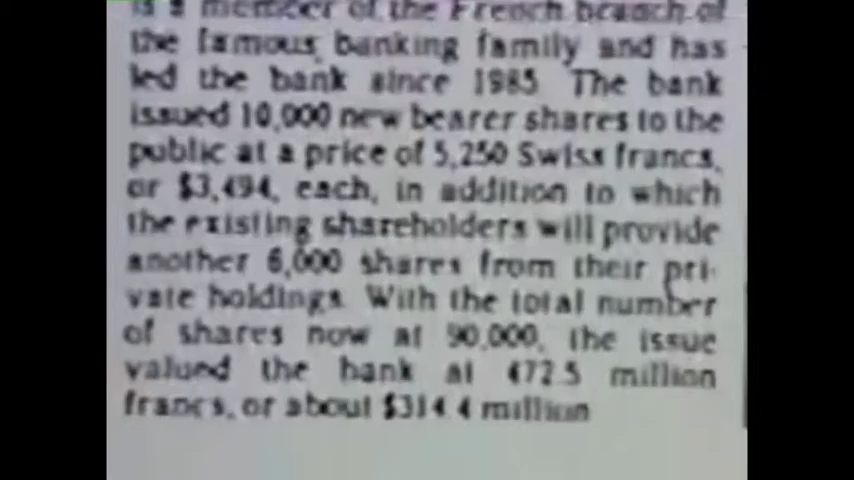 is a member of the French branch of
the famous banking family and has
led the bank since 1985. The bank
issued 10,000 new bearer shares to the
public at a price of 5,250 Swiss francs,
or $3,494, each, in addition to which
the existing shareholders will provide
another 6,000 shares from their pri-
vate holdings. With the total number
of shares now at 90,000, the issue
valued the bank at 472.5 million
francs, or about $314.4 million